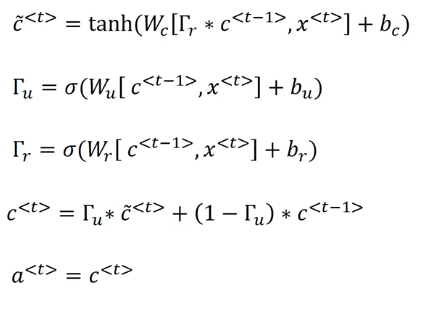 c̃^{<t>} = tanh(W_c[Γ_r * c^{<t−1>}, x^{<t>}] + b_c)
Γ_u = σ(W_u[ c^{<t−1>}, x^{<t>}] + b_u)
Γ_r = σ(W_r[ c^{<t−1>}, x^{<t>}] + b_r)
c^{<t>} = Γ_u * c̃^{<t>} + (1 − Γ_u) * c^{<t−1>}
a^{<t>} = c^{<t>}